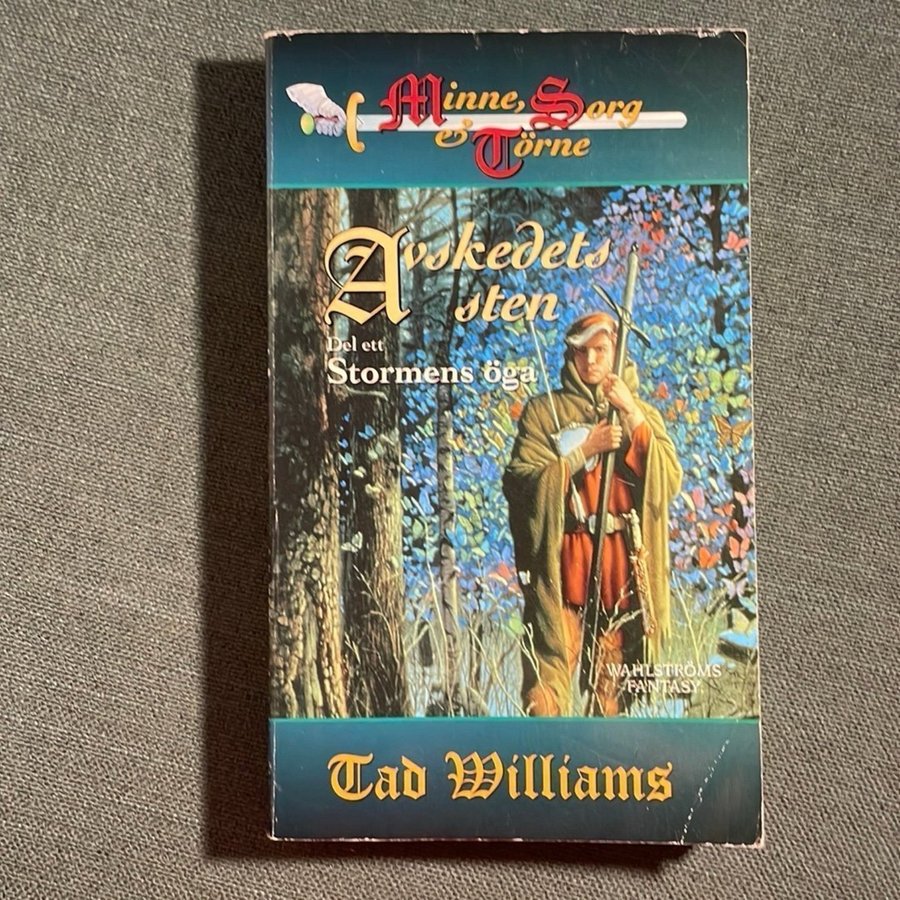 Minne, Sorg
& Törne
Avskedets
sten
Del ett
Stormens öga
WAHLSTRÖMS
FANTASY
Tad Williams